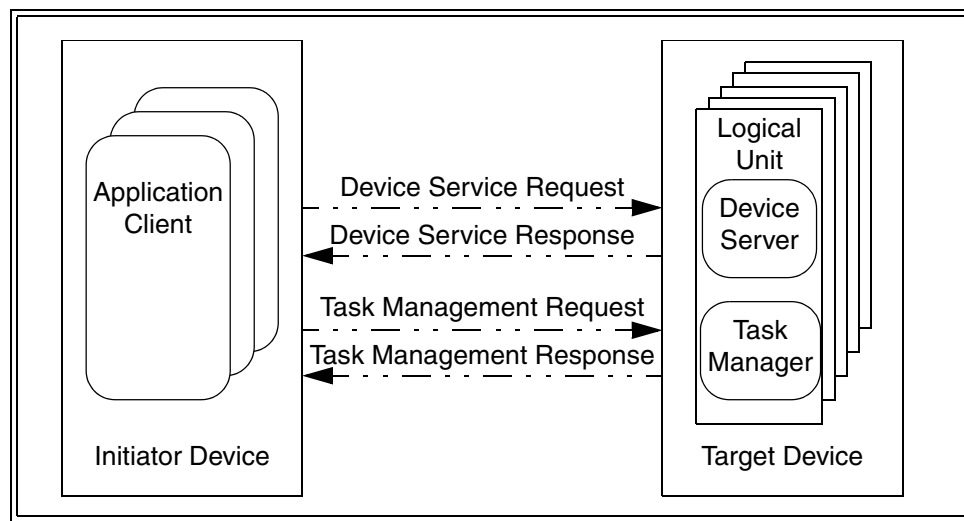 Application
Client
Initiator Device
Device Service Request
Device Service Response
Task Management Request
Task Management Response
Logical
Unit
Device
Server
Task
Manager
Target Device